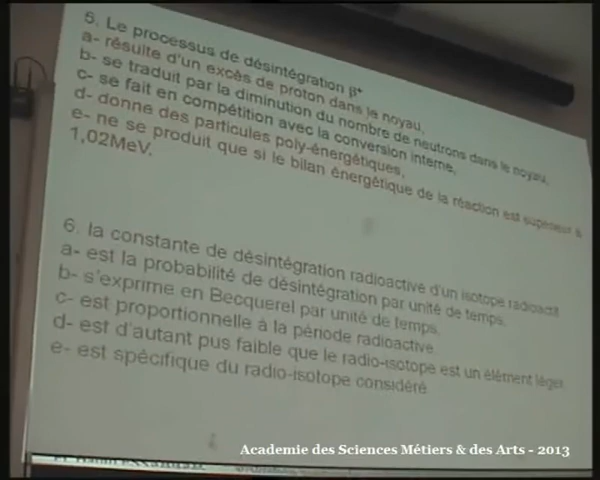 5. Le processus de désintégration β+
a- résulte d'un excès de proton dans le noyau,
b- se traduit par la diminution du nombre de neutrons dans le noyau,
c- se fait en compétition avec la conversion interne,
d- donne des particules poly-énergétiques,
e- ne se produit que si le bilan énergétique de la réaction est supérieur à
1,02MeV.
6. la constante de désintégration radioactive d'un isotope radioactif
a- est la probabilité de désintégration par unité de temps.
b- s'exprime en Becquerel par unité de temps.
c- est proportionnelle à la période radioactive
d- est d'autant pus faible que le radio-isotope est un élément léger
e- est spécifique du radio-isotope considéré
Academie des Sciences Métiers & des Arts - 2013